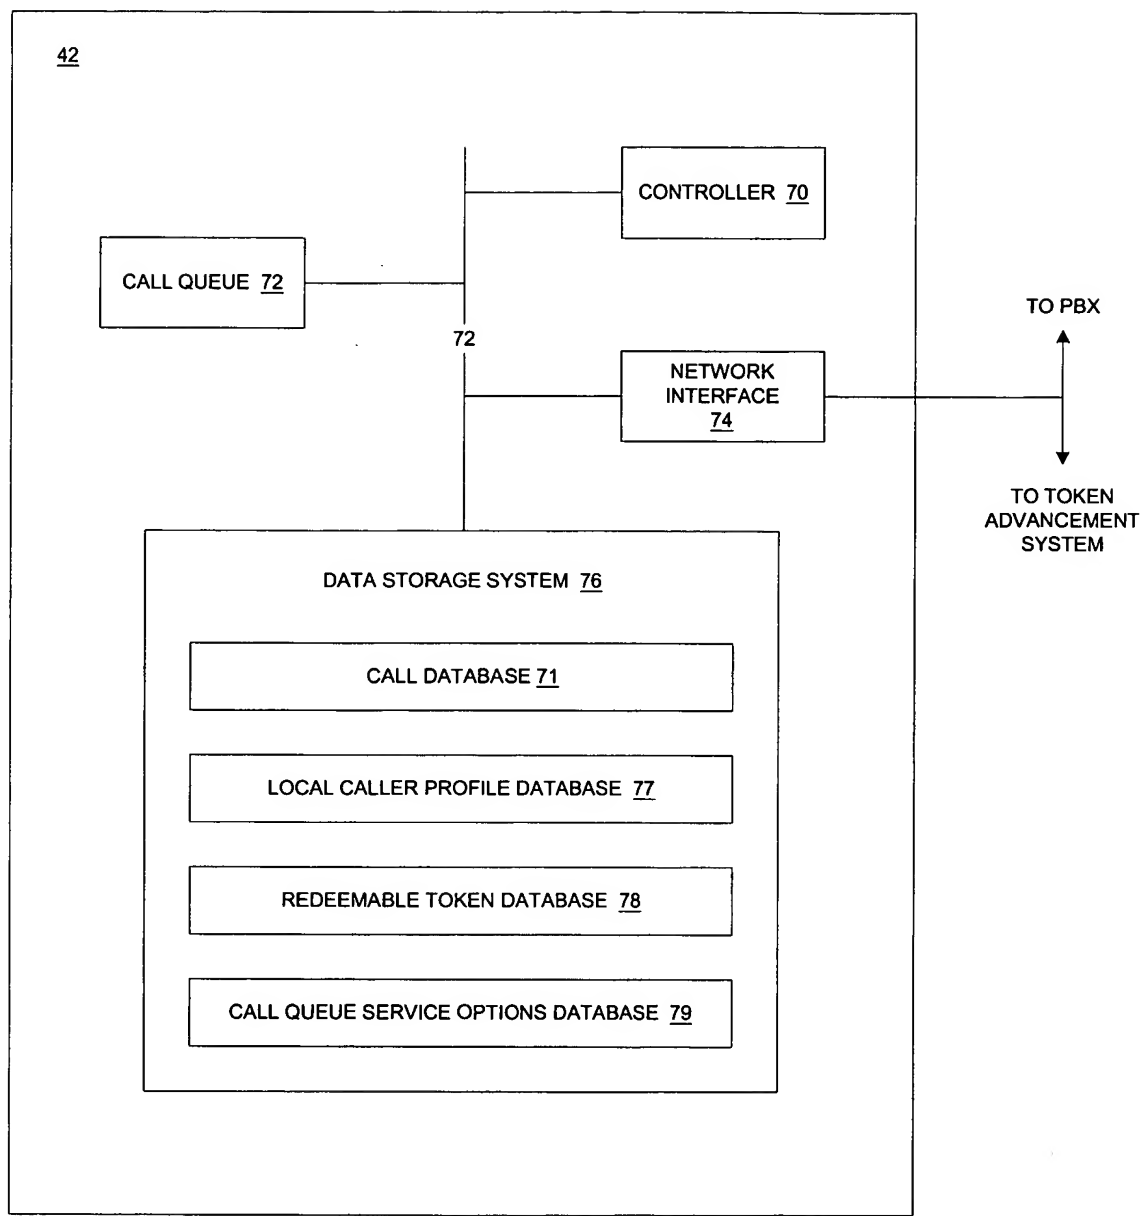 42
CONTROLLER 70
CALL QUEUE 72
TO PBX
72
NETWORK
INTERFACE
74
TO TOKEN
ADVANCEMENT
SYSTEM
DATA STORAGE SYSTEM 76
CALL DATABASE 71
LOCAL CALLER PROFILE DATABASE 77
REDEEMABLE TOKEN DATABASE 78
CALL QUEUE SERVICE OPTIONS DATABASE 79